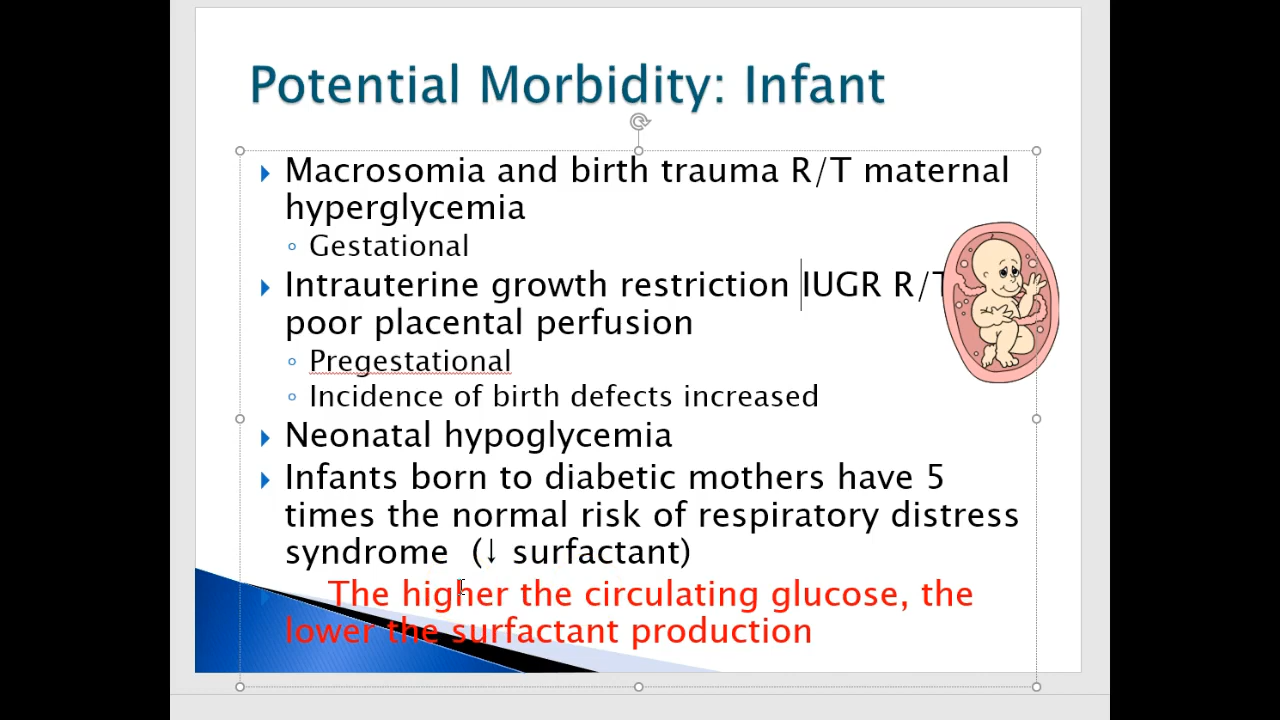 Potential Morbidity: Infant
Macrosomia and birth trauma R/T maternal
hyperglycemia
Gestational
Intrauterine growth restriction IUGR R/T
poor placental perfusion
Pregestational
Incidence of birth defects increased
Neonatal hypoglycemia
Infants born to diabetic mothers have 5
times the normal risk of respiratory distress
syndrome (↓ surfactant)
The higher the circulating glucose, the
lower the surfactant production